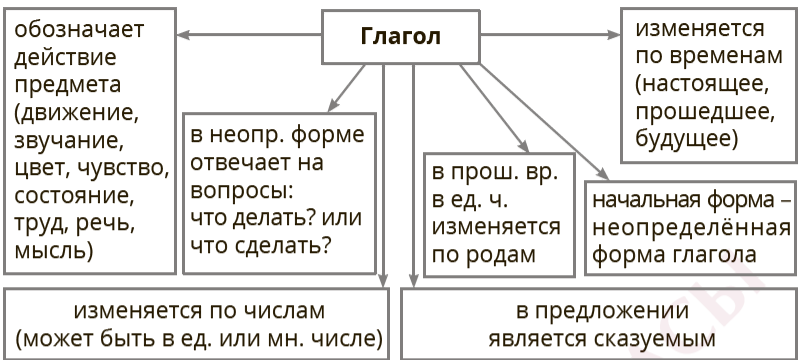 Глагол
обозначает
действие
предмета
(движение,
звучание,
цвет, чувство,
состояние,
труд, речь,
мысль)
в неопр. форме
отвечает на
вопросы:
что делать? или
что сделать?
в прош. вр.
в ед. ч.
изменяется
по родам
изменяется
по временам
(настоящее,
прошедшее,
будущее)
начальная форма –
неопределённая
форма глагола
изменяется по числам
(может быть в ед. или мн. числе)
в предложении
является сказуемым